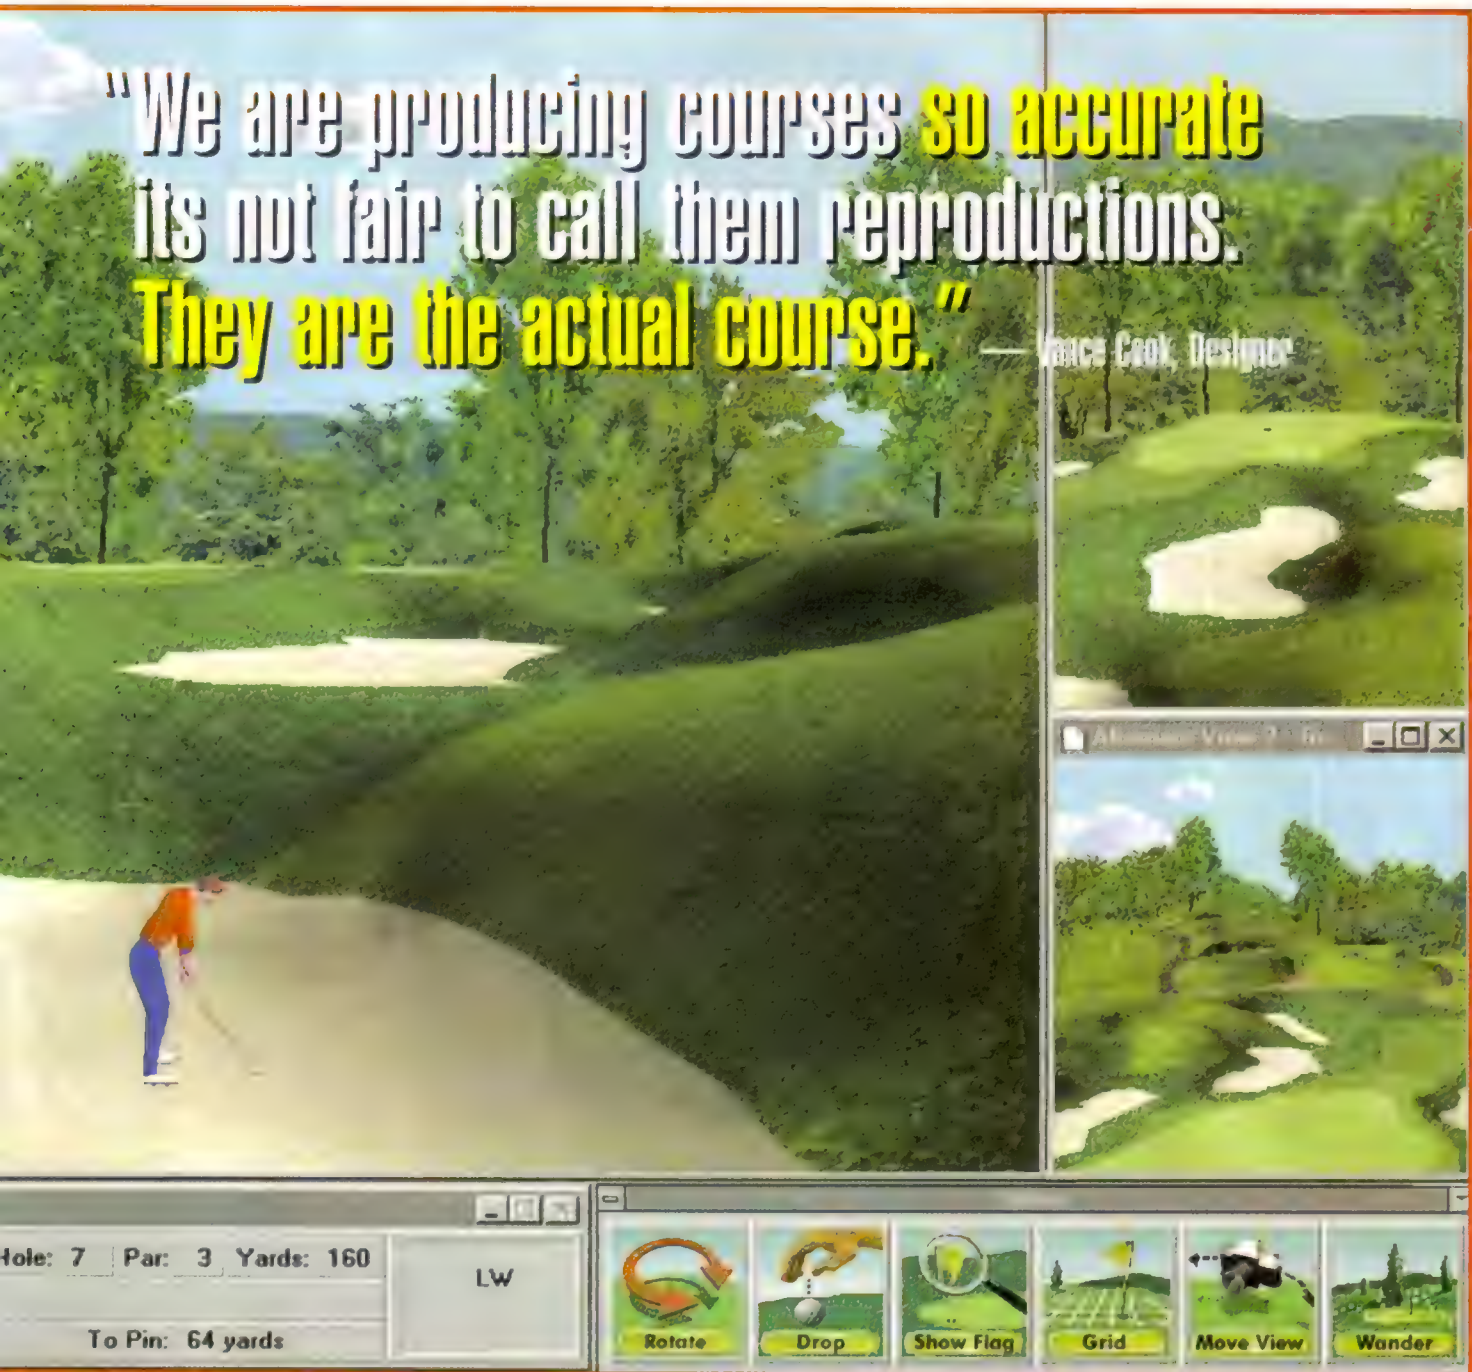 "We are producing courses so accurate
its not fair to call them reproductions.
They are the actual course."
— Vance Cook, Designer
Hole: 7 Par: 3 Yards: 160
LW
To Pin: 64 yards
Rotate
Drop
Show Flag
Grid
Move View
Wander